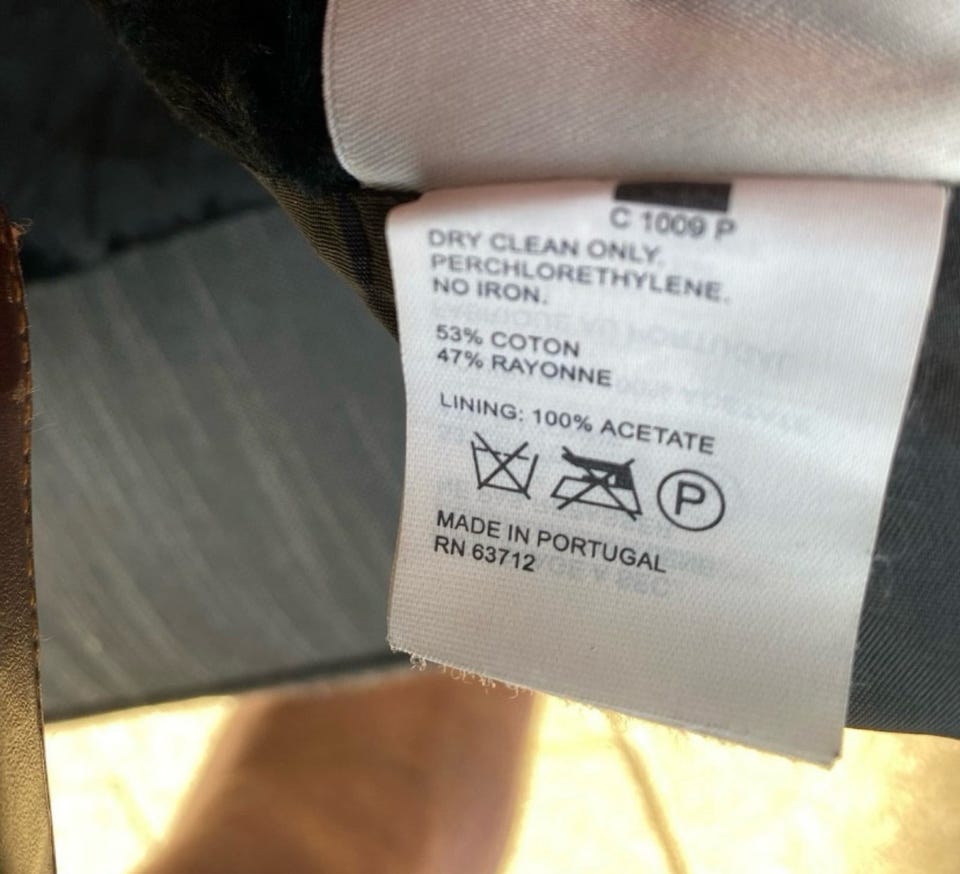 C 1009 P
DRY CLEAN ONLY.
PERCHLORETHYLENE.
NO IRON.
53% COTON
47% RAYONNE
LINING: 100% ACETATE
P
MADE IN PORTUGAL
RN 63712